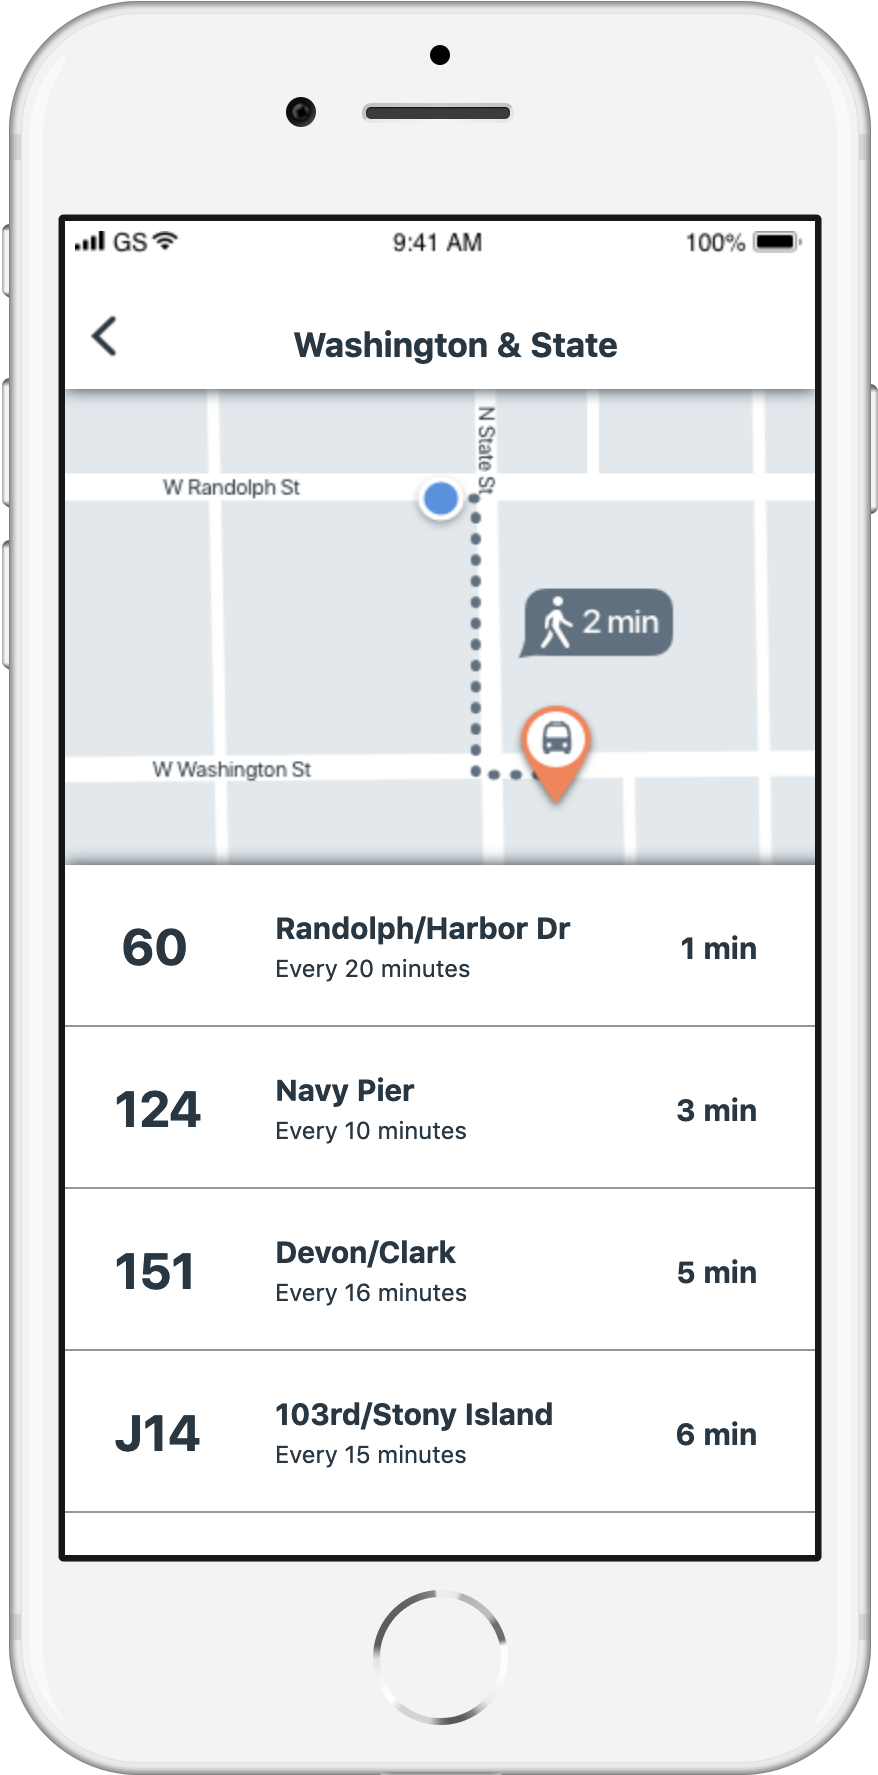 GS 9:41 AM 100%
Washington & State
N State St
W Randolph St
2 min
W Washington St
60 Randolph/Harbor Dr 1 min
Every 20 minutes
124 Navy Pier 3 min
Every 10 minutes
151 Devon/Clark 5 min
Every 16 minutes
J14 103rd/Stony Island 6 min
Every 15 minutes